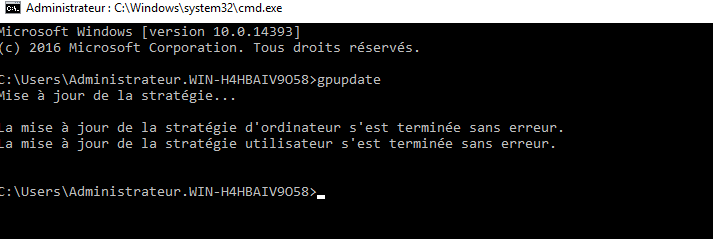 Administrateur : C:\Windows\system32\cmd.exe
Microsoft Windows [version 10.0.14393]
(c) 2016 Microsoft Corporation. Tous droits réservés.
C:\Users\Administrateur.WIN-H4HBAIV9O58>gpupdate
Mise à jour de la stratégie...
La mise à jour de la stratégie d'ordinateur s'est terminée sans erreur.
La mise à jour de la stratégie utilisateur s'est terminée sans erreur.
C:\Users\Administrateur.WIN-H4HBAIV9O58>